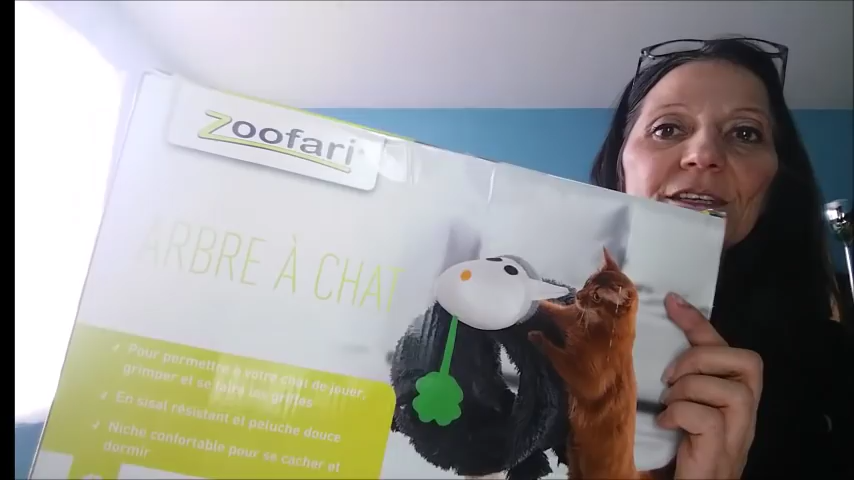 Zoofari
ARBRE À CHAT
✓ Pour permettre à votre chat de jouer,
grimper et se faire les griffes
✓ En sisal résistant et peluche douce
✓ Niche confortable pour se cacher et
dormir